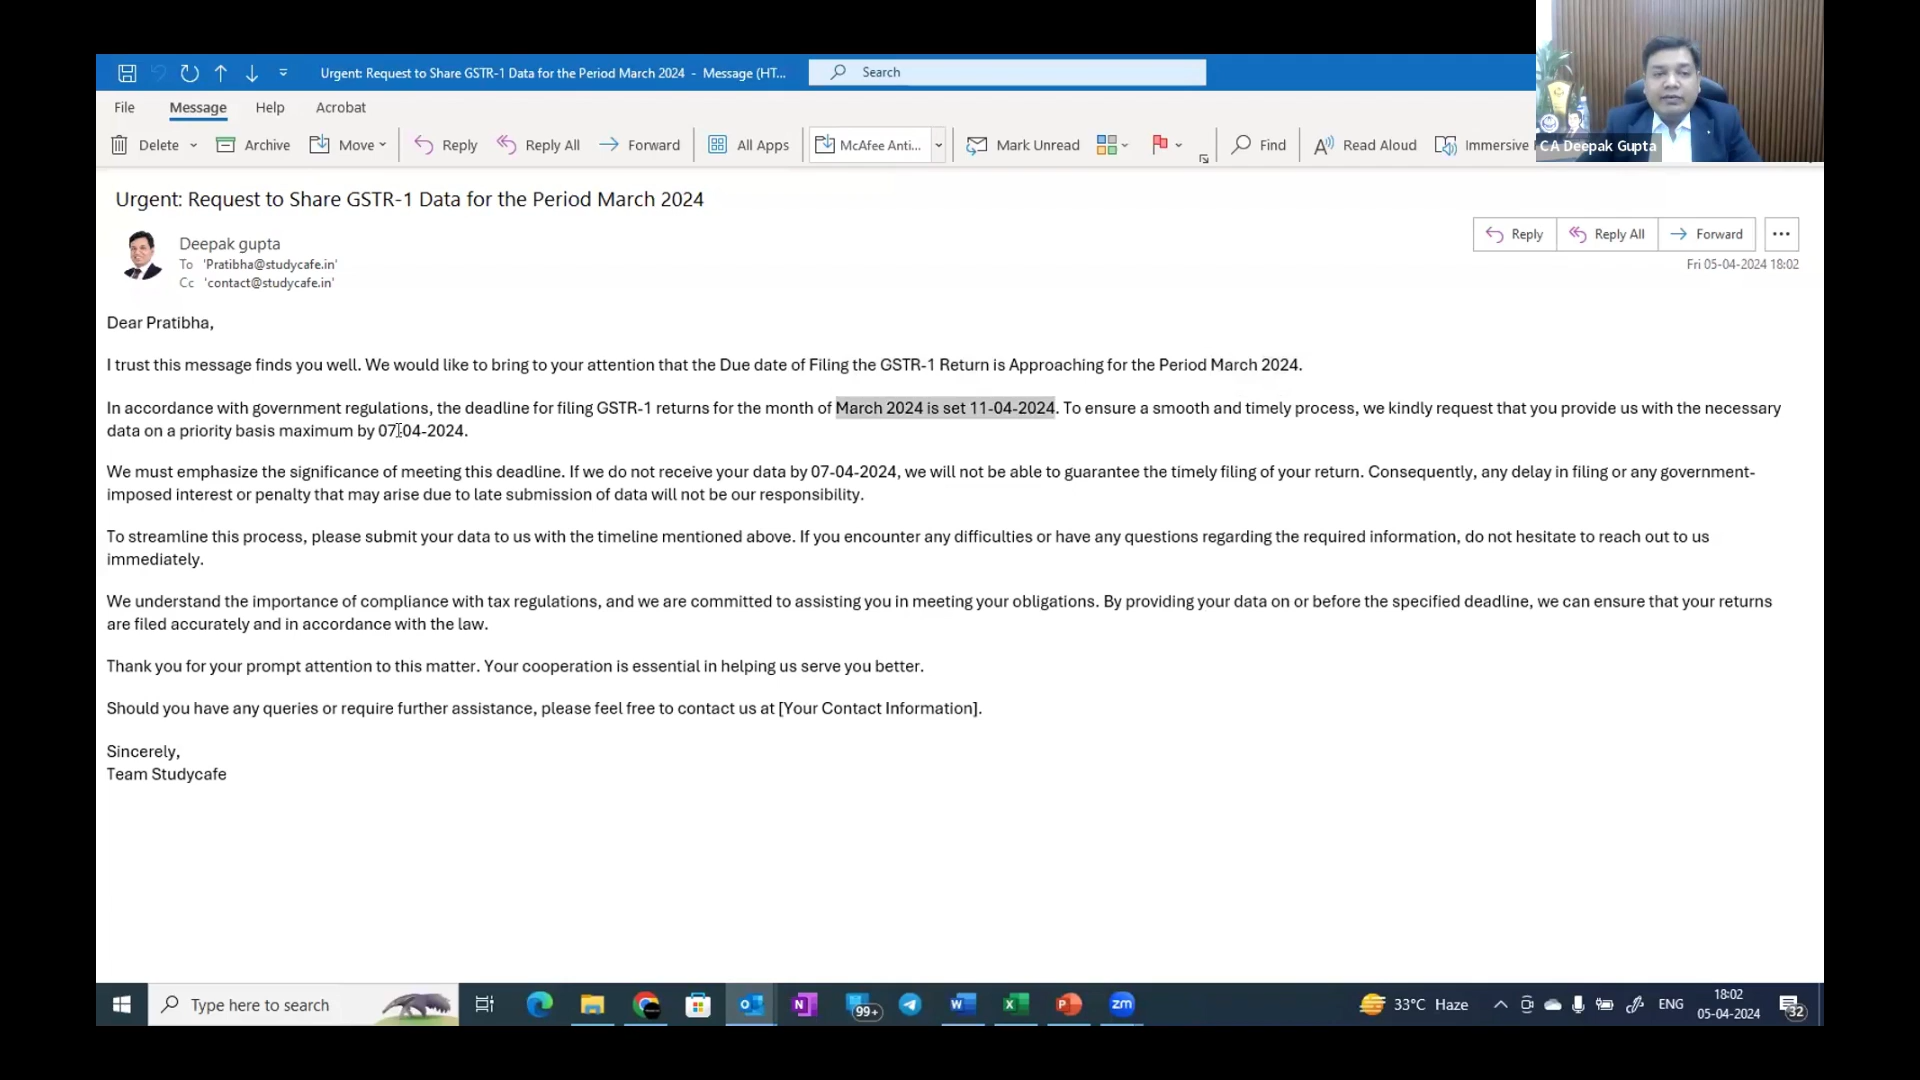 Urgent: Request to Share GSTR-1 Data for the Period March 2024 - Message (HT...
Search
File Message Help Acrobat
Delete Archive Move Reply Reply All Forward All Apps McAfee Anti... Mark Unread Find Read Aloud Immersive
CA Deepak Gupta
Urgent: Request to Share GSTR-1 Data for the Period March 2024
Deepak gupta
To 'Pratibha@studycafe.in'
Cc 'contact@studycafe.in'
Reply Reply All Forward
Fri 05-04-2024 18:02
Dear Pratibha,
I trust this message finds you well. We would like to bring to your attention that the Due date of Filing the GSTR-1 Return is Approaching for the Period March 2024.
In accordance with government regulations, the deadline for filing GSTR-1 returns for the month of March 2024 is set 11-04-2024. To ensure a smooth and timely process, we kindly request that you provide us with the necessary
data on a priority basis maximum by 07-04-2024.
We must emphasize the significance of meeting this deadline. If we do not receive your data by 07-04-2024, we will not be able to guarantee the timely filing of your return. Consequently, any delay in filing or any government-
imposed interest or penalty that may arise due to late submission of data will not be our responsibility.
To streamline this process, please submit your data to us with the timeline mentioned above. If you encounter any difficulties or have any questions regarding the required information, do not hesitate to reach out to us
immediately.
We understand the importance of compliance with tax regulations, and we are committed to assisting you in meeting your obligations. By providing your data on or before the specified deadline, we can ensure that your returns
are filed accurately and in accordance with the law.
Thank you for your prompt attention to this matter. Your cooperation is essential in helping us serve you better.
Should you have any queries or require further assistance, please feel free to contact us at [Your Contact Information].
Sincerely,
Team Studycafe
Type here to search
99+
zm
33°C Haze
ENG
18:02
05-04-2024
32